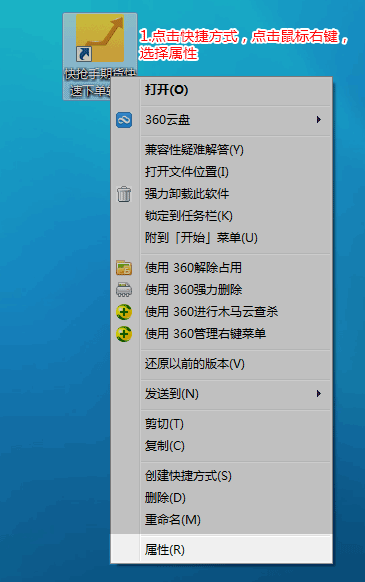 1.点击快捷方式，点击鼠标右键，
选择属性
快抢手期货快
速下单
打开(O)
360云盘
兼容性疑难解答(Y)
打开文件位置(I)
强力卸载此软件
锁定到任务栏(K)
附到「开始」菜单(U)
使用 360解除占用
使用 360强力删除
使用 360进行木马云查杀
使用 360管理右键菜单
还原以前的版本(V)
发送到(N)
剪切(T)
复制(C)
创建快捷方式(S)
删除(D)
重命名(M)
属性(R)